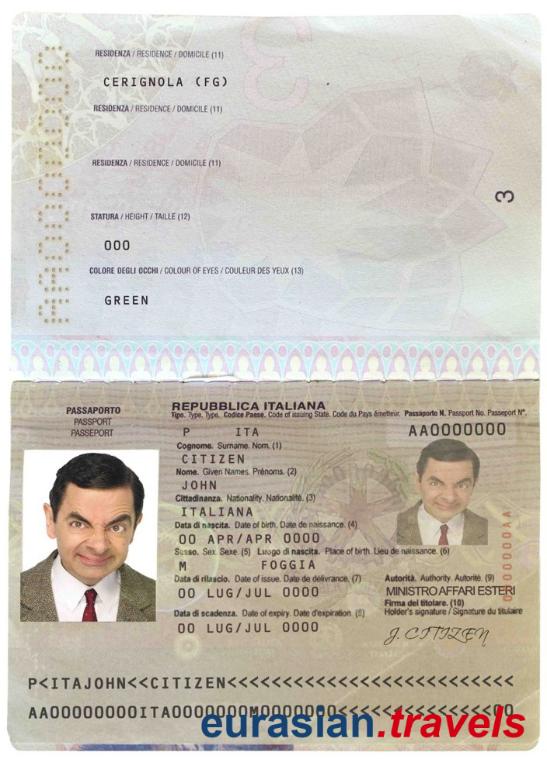 RESIDENZA / RESIDENCE / DOMICILE (11)
CERIGNOLA (FG)
RESIDENZA / RESIDENCE / DOMICILE (11)
RESIDENZA / RESIDENCE / DOMICILE (11)
STATURA / HEIGHT / TAILLE (12)
000
COLORE DEGLI OCCHI / COLOUR OF EYES / COULEUR DES YEUX (13)
GREEN
3
PASSAPORTO
PASSPORT
PASSEPORT
REPUBBLICA ITALIANA
Tipo. Type. Type. Codice Paese. Code of issuing State. Code du Pays émetteur. Passaporto N. Passport No. Passeport N°.
P ITA AA0000000
Cognome. Surname. Nom. (1)
CITIZEN
Nome. Given Names. Prénoms. (2)
JOHN
Cittadinanza. Nationality. Nationalité. (3)
ITALIANA
Data di nascita. Date of birth. Date de naissance. (4)
00 APR/APR 0000
Sesso. Sex. Sexe. (5) Luogo di nascita. Place of birth. Lieu de naissance. (6)
M FOGGIA
Data di rilascio. Date of issue. Date de délivrance. (7)
00 LUG/JUL 0000
Autorità. Authority. Autorité. (9)
MINISTRO AFFARI ESTERI
Data di scadenza. Date of expiry. Date d'expiration. (8)
00 LUG/JUL 0000
Firma del titolare. (10)
Holder's signature / Signature du titulaire
J. CITIZEN
P<ITAJOHN<<CITIZEN<<<<<<<<<<<<<<<<<<<<<<<<<<
AA00000000ITA0000000M0000000<<<<<<<<<<<<<<00
eurasian.travels